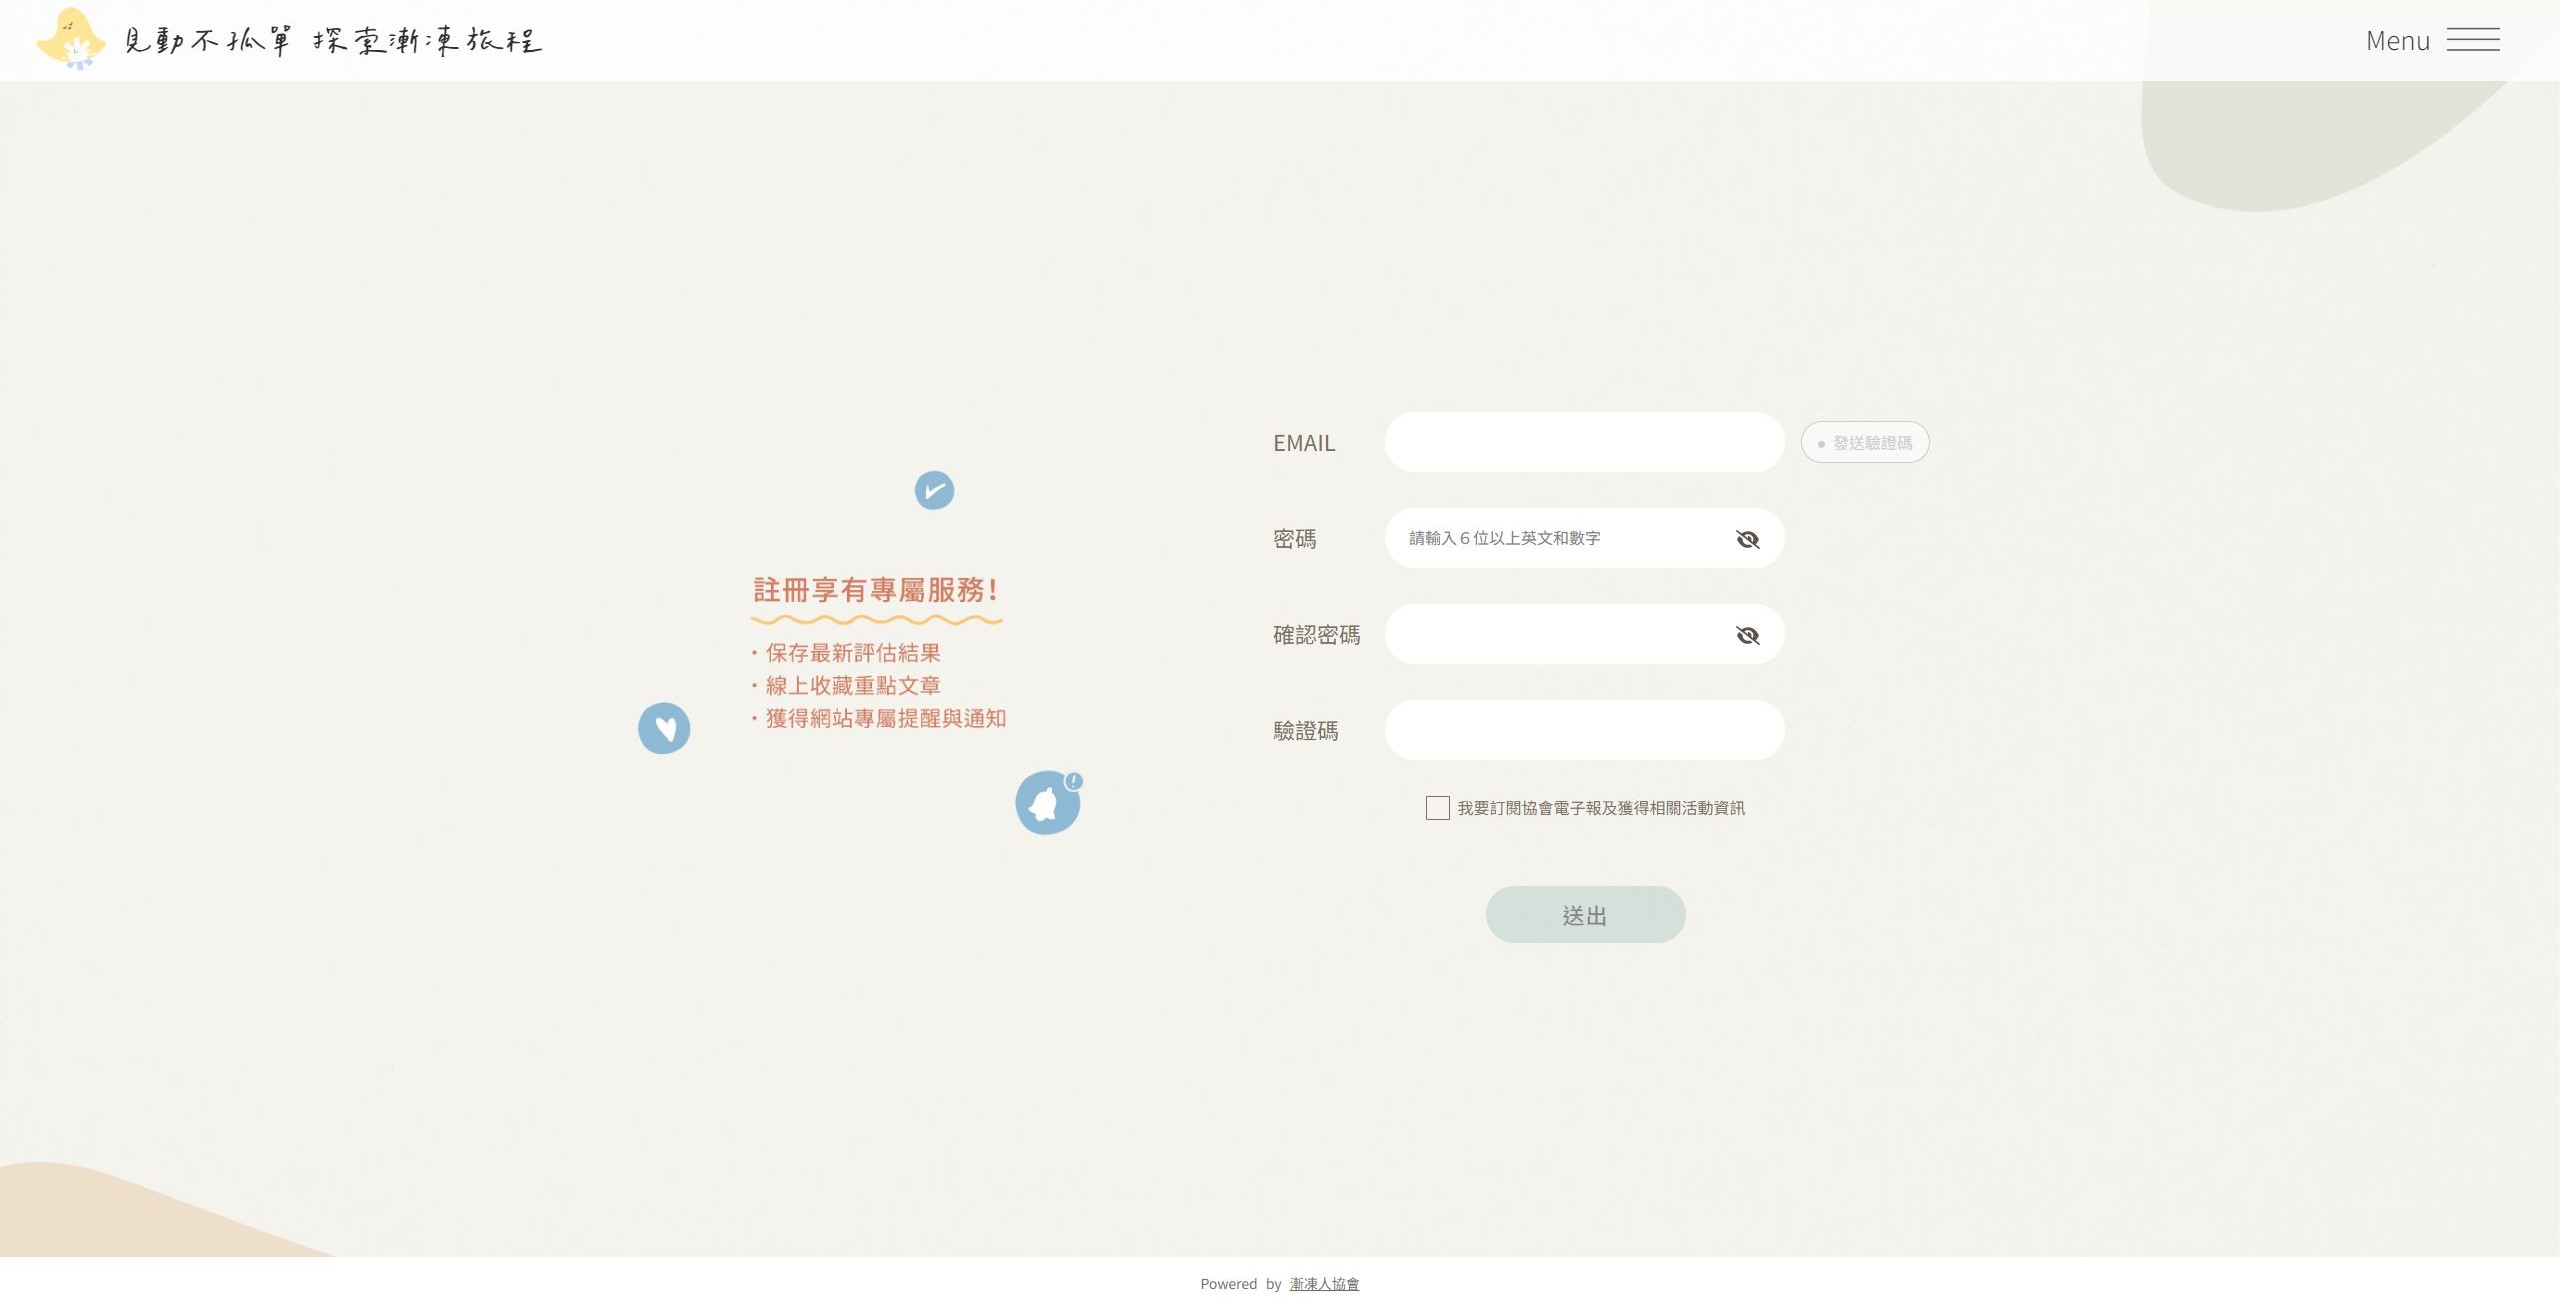 見動不孤單 探索漸凍旅程
Menu
註冊享有專屬服務!
・保存最新評估結果
・線上收藏重點文章
・獲得網站專屬提醒與通知
EMAIL
• 發送驗證碼
密碼
請輸入6位以上英文和數字
確認密碼
驗證碼
我要訂閱協會電子報及獲得相關活動資訊
送出
Powered by 漸凍人協會